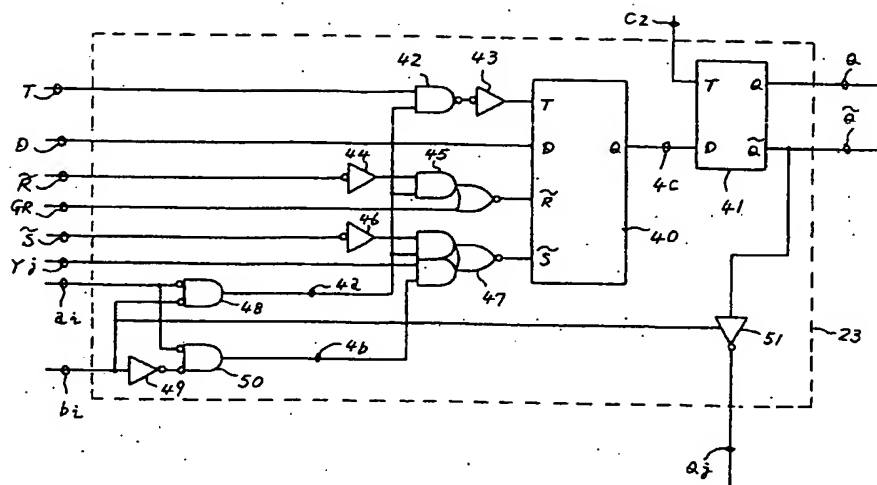 C2
42
43
T
T
Q
Q
T
Q̃
D
D
Q
D
Q̃
44
45
4C
41
R̃
R̃
GR
46
40
S̃
S̃
Yj
47
42
ai
48
51
23
4b
49
50
bi
Qj